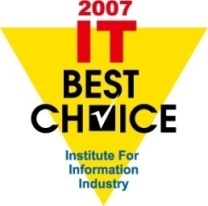 2007
IT
BEST
CHOICE
Institute For
Information
Industry